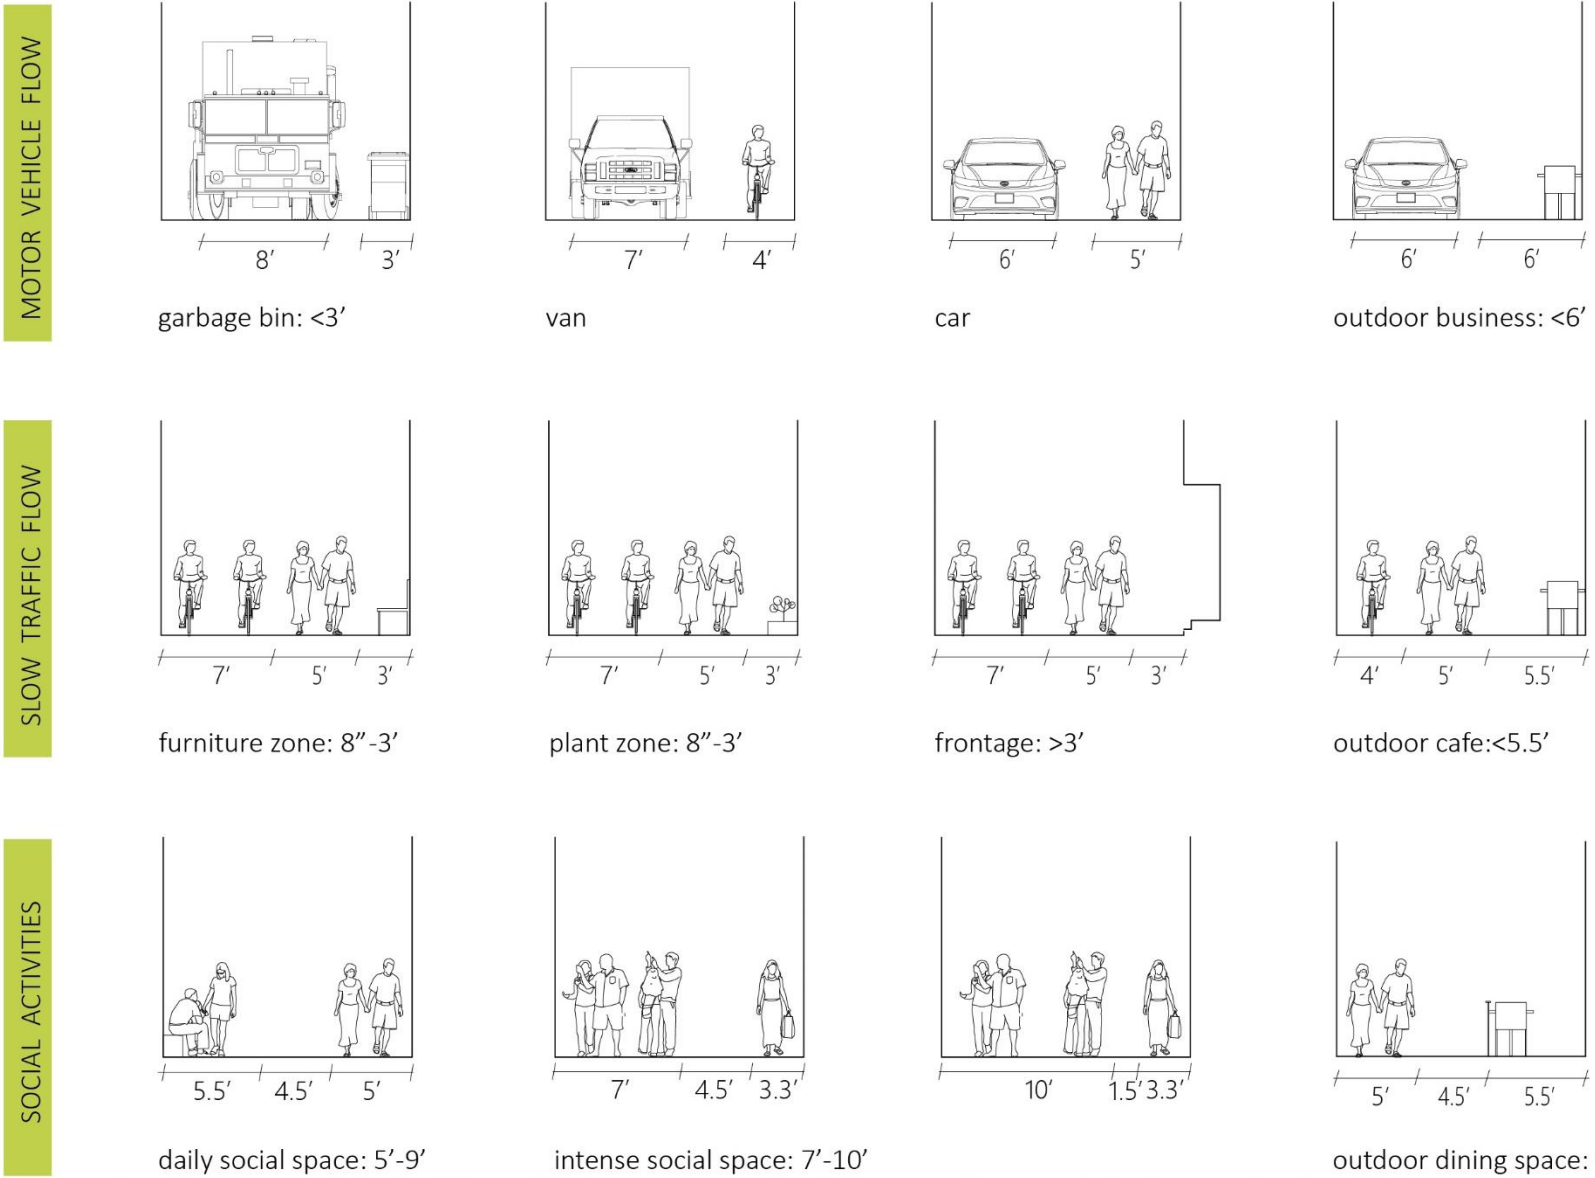 MOTOR VEHICLE FLOW
8′ 3′ 7′ 4′ 6′ 5′ 6′ 6′
garbage bin: <3′ van car outdoor business: <6′
SLOW TRAFFIC FLOW
7′ 5′ 3′ 7′ 5′ 3′ 7′ 5′ 3′ 4′ 5′ 5.5′
furniture zone: 8″-3′ plant zone: 8″-3′ frontage: >3′ outdoor cafe:<5.5′
SOCIAL ACTIVITIES
5.5′ 4.5′ 5′ 7′ 4.5′ 3.3′ 10′ 1.5′ 3.3′ 5′ 4.5′ 5.5′
daily social space: 5′-9′ intense social space: 7′-10′ outdoor dining space: